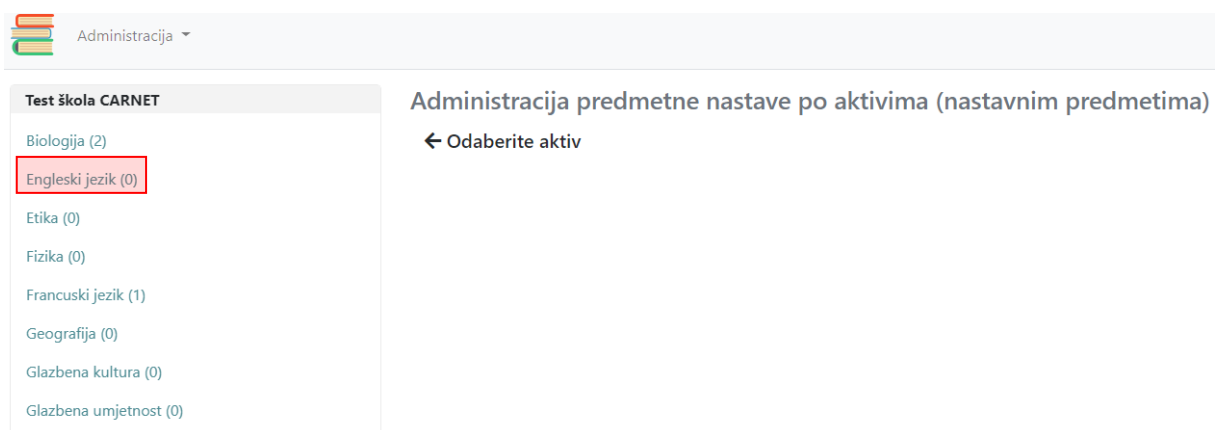 Administracija
Test škola CARNET
Administracija predmetne nastave po aktivima (nastavnim predmetima)
Odaberite aktiv
Biologija (2)
Engleski jezik (0)
Etika (0)
Fizika (0)
Francuski jezik (1)
Geografija (0)
Glazbena kultura (0)
Glazbena umjetnost (0)